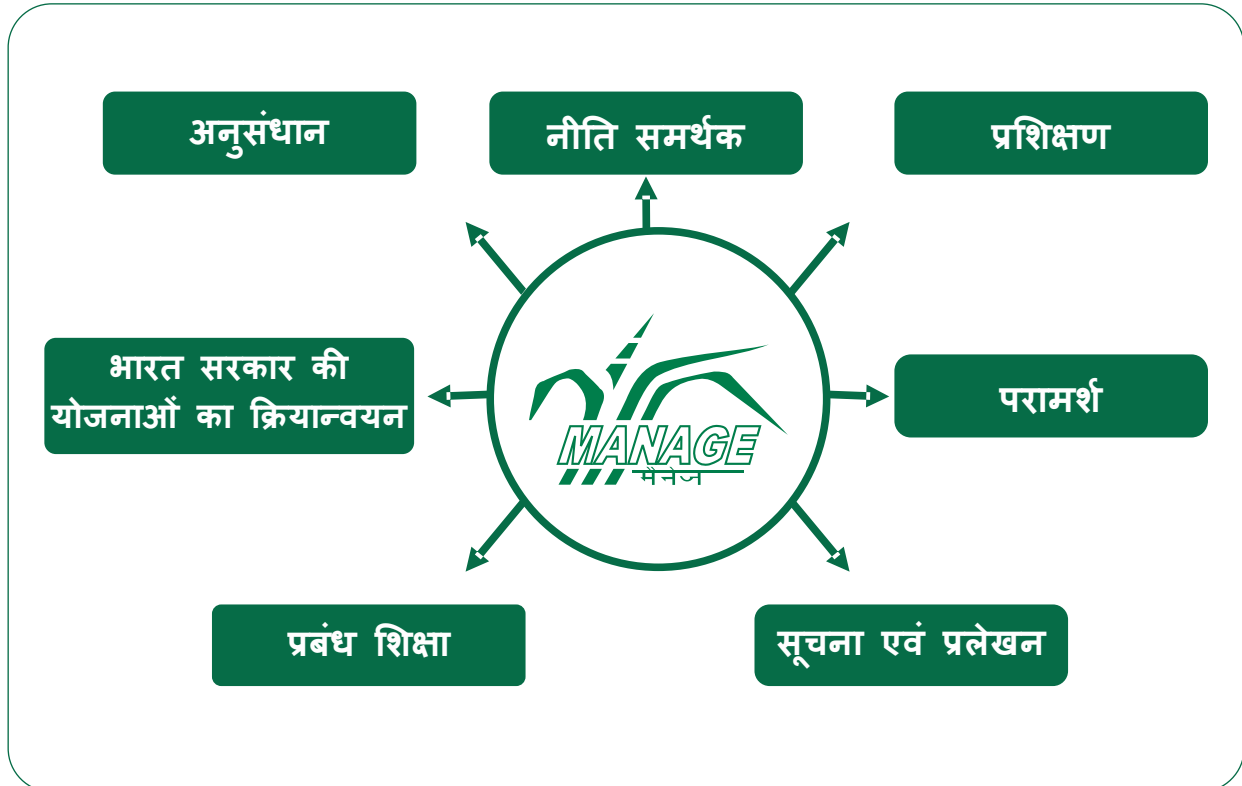 अनुसंधान
नीति समर्थक
प्रशिक्षण
भारत सरकार की
योजनाओं का क्रियान्वयन
परामर्श
MANAGE
मैनेज
प्रबंध शिक्षा
सूचना एवं प्रलेखन